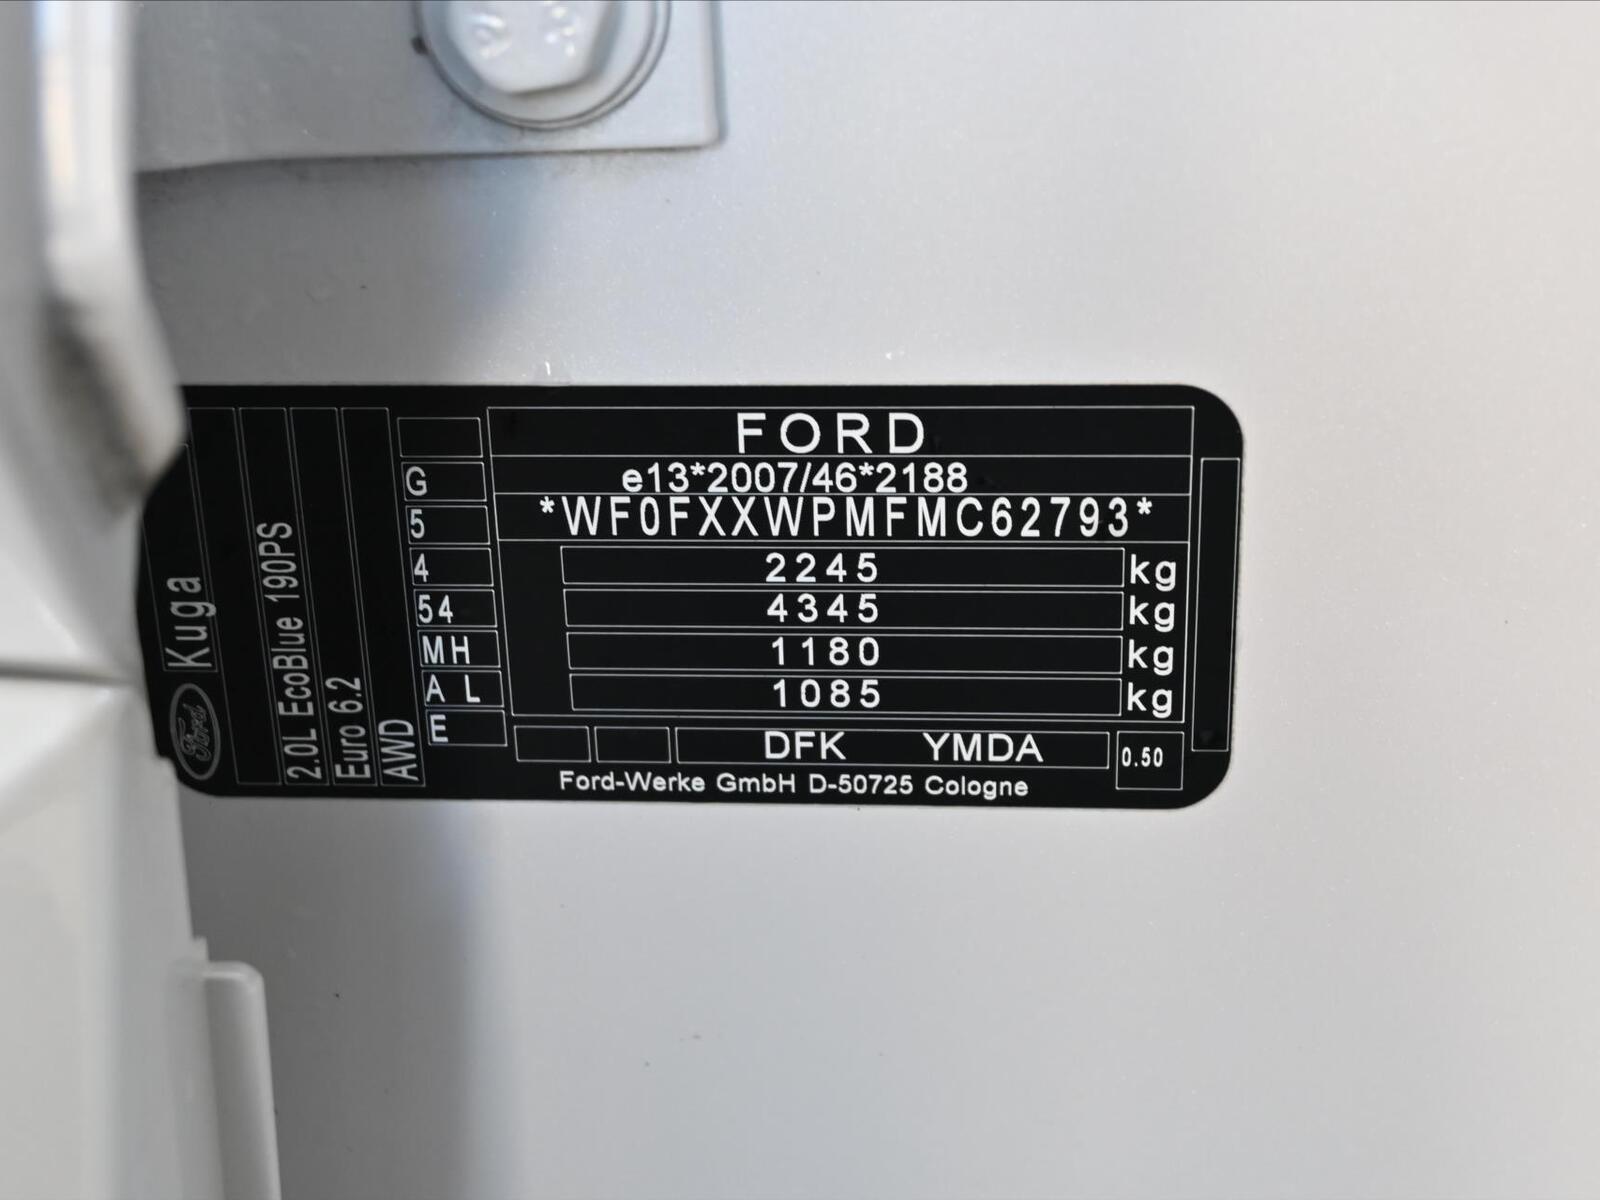 FORD
e13*2007/46*2188
*WF0FXXWPMFMC62793*
2245 kg
4345 kg
1180 kg
1085 kg
DFK YMDA 0.50
Ford-Werke GmbH D-50725 Cologne
G
5
4
54
MH
A L
E
Ford Kuga
2.0L EcoBlue 190PS
Euro 6.2
AWD